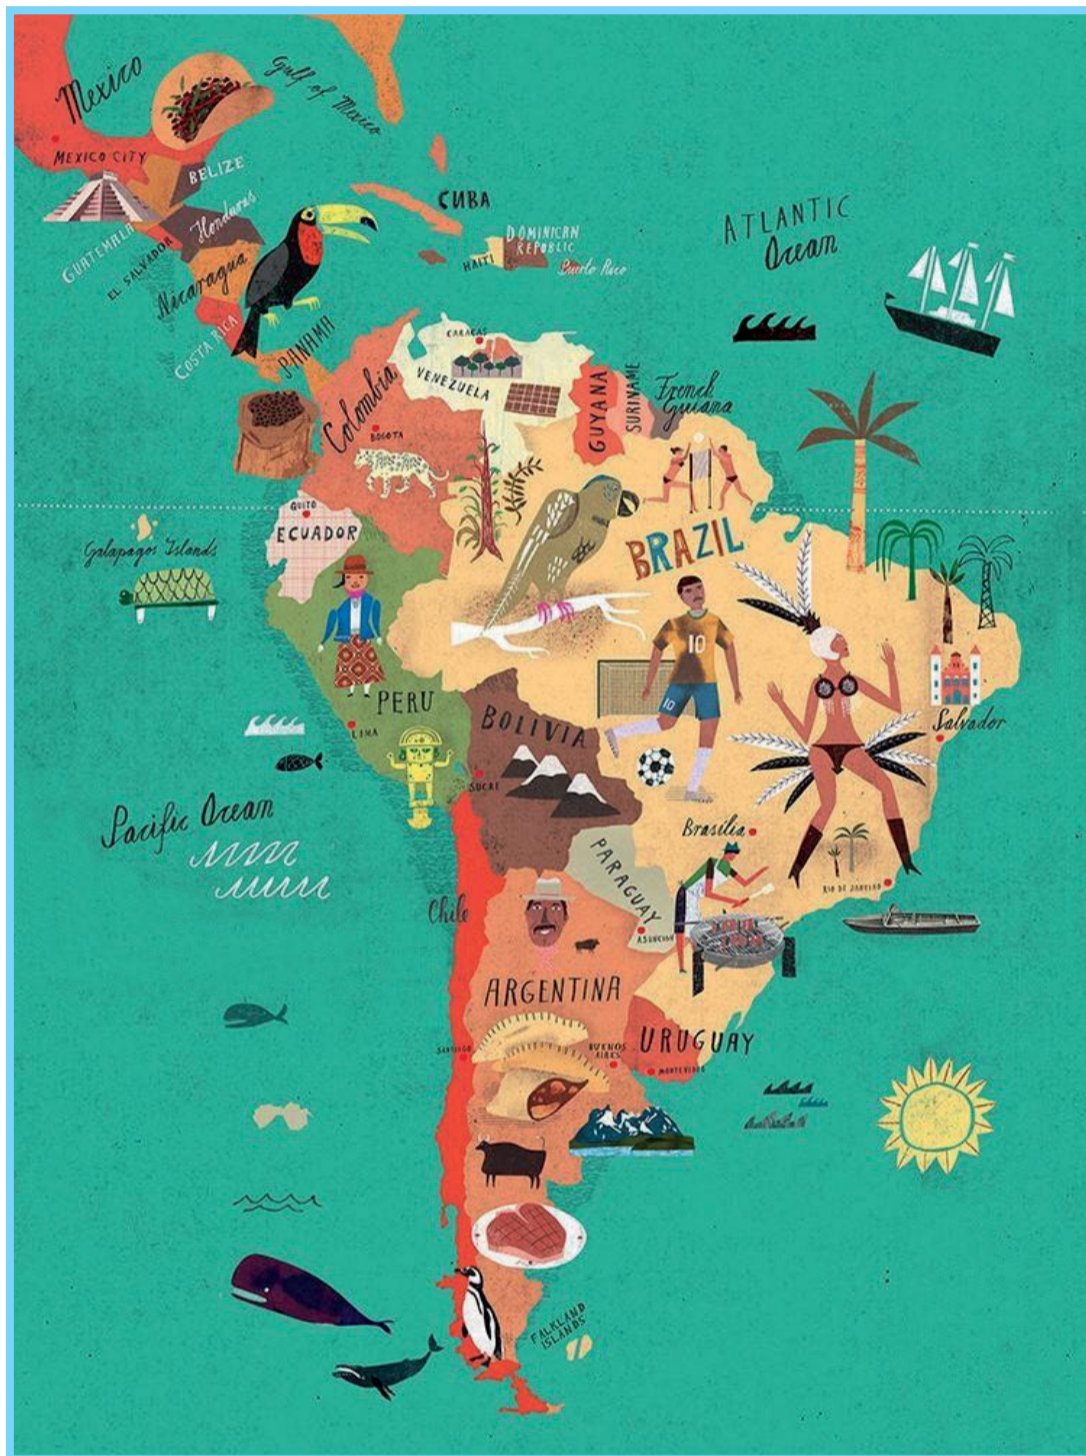 Mexico
Gulf of Mexico
MEXICO CITY
BELIZE
CUBA
Honduras
GUATEMALA
EL SALVADOR
Nicaragua
DOMINICAN
REPUBLIC
HAITI
Puerto Rico
ATLANTIC
Ocean
COSTA RICA
PANAMA
CARACAS
VENEZUELA
Colombia
BOGOTA
GUYANA
SURINAME
French
Guiana
QUITO
ECUADOR
Galapagos Islands
BRAZIL
10
10
PERU
LIMA
BOLIVIA
SUCRE
Salvador
Pacific Ocean
Brasília
PARAGUAY
RIO DE JANEIRO
Chile
ASUNCION
ARGENTINA
SANTIAGO
BUENOS
AIRES
URUGUAY
MONTEVIDEO
FALKLAND
ISLANDS